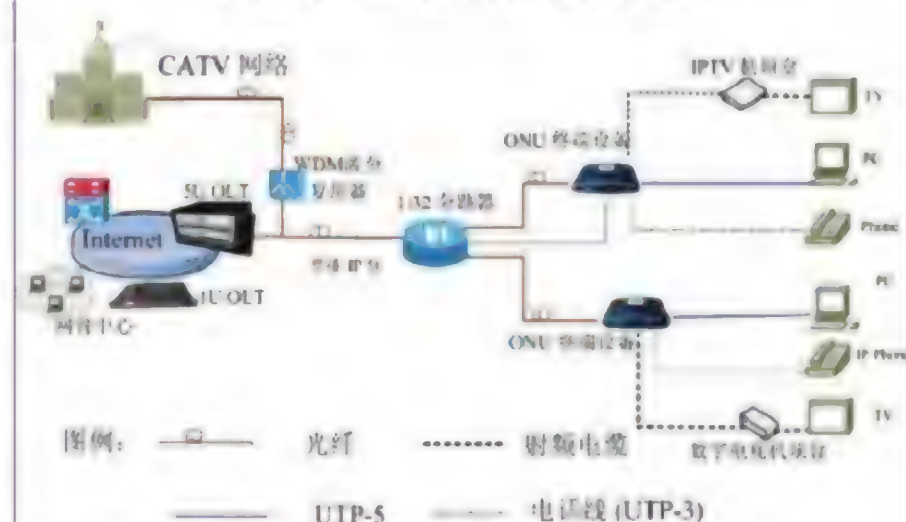 CATV 网络
IPTV 机顶盒
TV
ONU 终端设备
PC
WDM波分
复用器
5U OLT
1:32 分路器
Phone
Internet
1U OLT
PC
网管中心
ONU 终端设备
IP Phone
TV
数字电视机顶盒
图例:
光纤
射频电缆
UTP-5
电话线 (UTP-3)